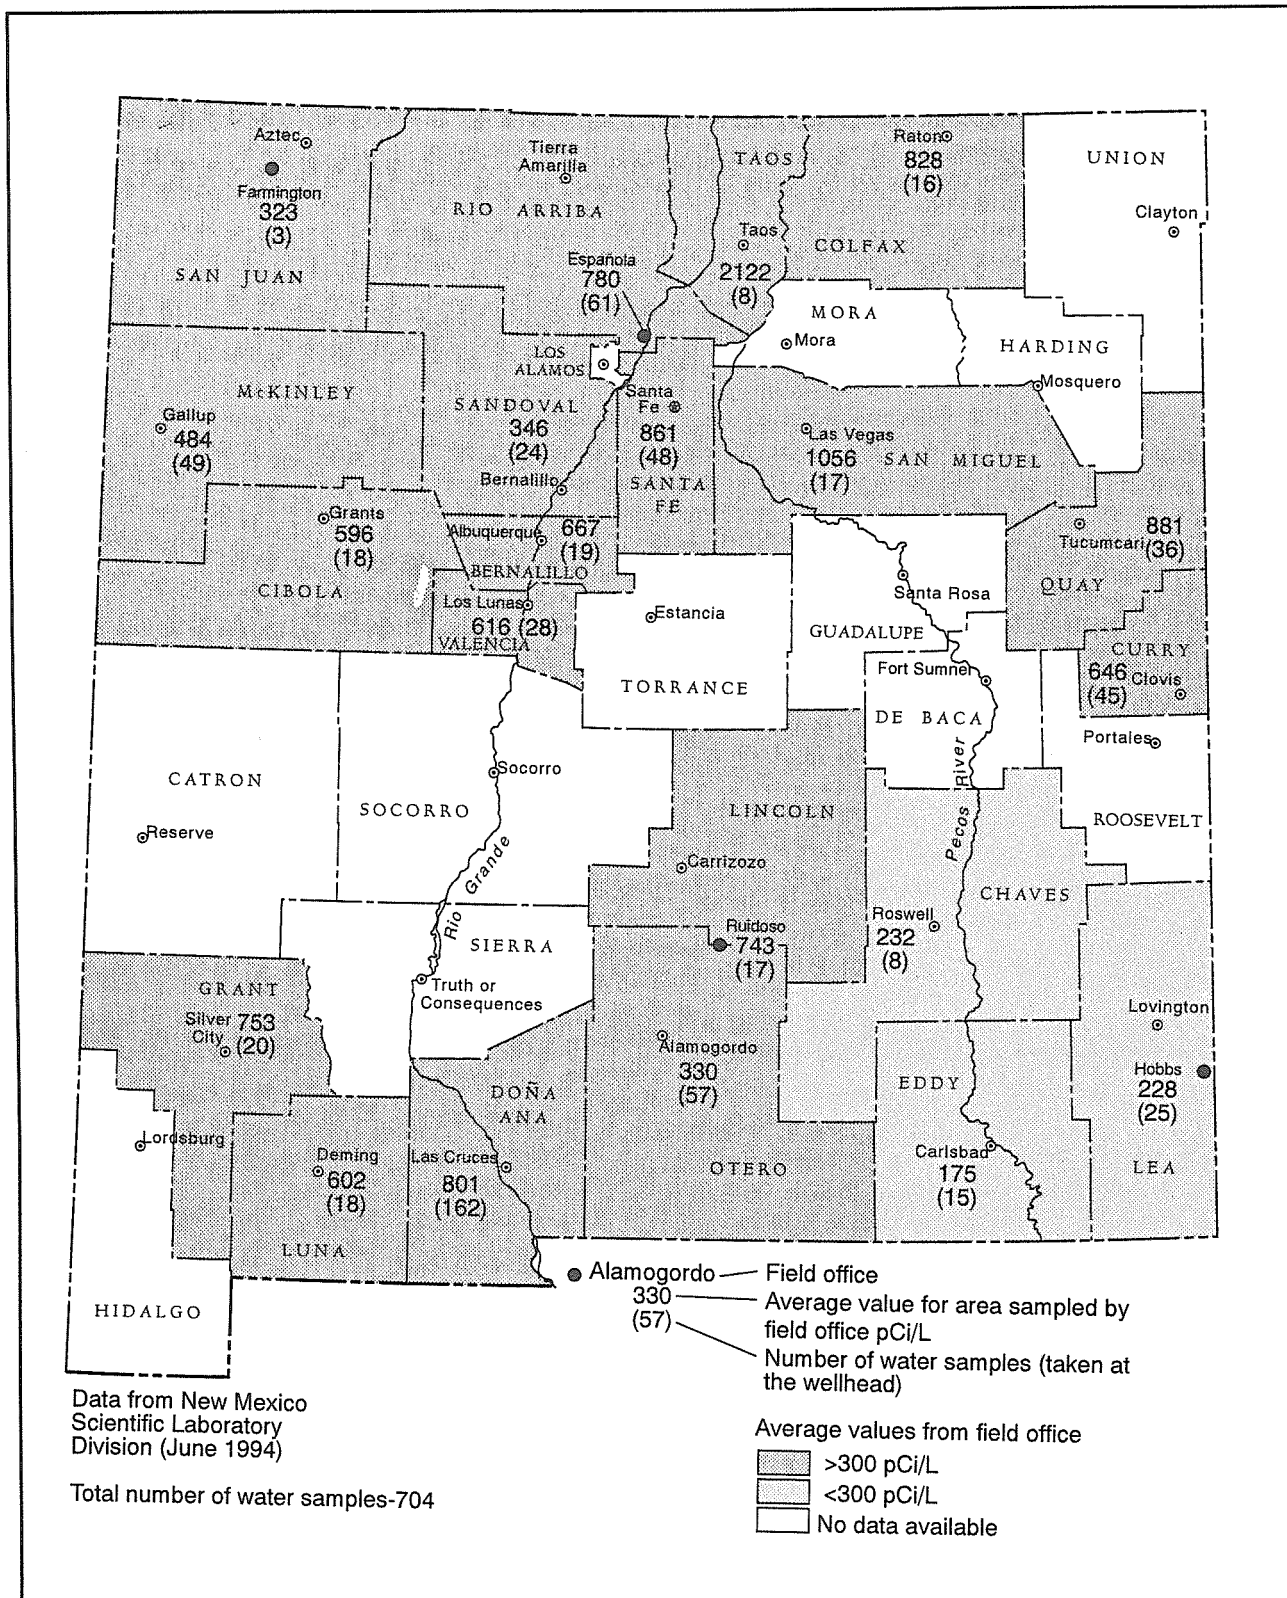 Aztec
Farmington
323
(3)
SAN JUAN
Tierra
Amarilla
RIO ARRIBA
Española
780
(61)
TAOS
Taos
2122
(8)
Raton
828
(16)
COLFAX
UNION
Clayton
MORA
Mora
HARDING
Mosquero
LOS
ALAMOS
McKINLEY
Gallup
484
(49)
SANDOVAL
346
(24)
Bernalillo
Santa
Fe
861
(48)
SANTA
FE
Las Vegas
1056
(17)
SAN MIGUEL
Grants
596
(18)
CIBOLA
Albuquerque
667
(19)
BERNALILLO
Los Lunas
616 (28)
VALENCIA
Estancia
TORRANCE
Santa Rosa
GUADALUPE
Tucumcari
881
(36)
QUAY
CURRY
646
(45)
Clovis
Fort Sumner
DE BACA
Portales
ROOSEVELT
CATRON
Reserve
Socorro
SOCORRO
Rio Grande
LINCOLN
Carrizozo
Pecos River
CHAVES
Roswell
232
(8)
Ruidoso
743
(17)
SIERRA
Truth or
Consequences
GRANT
Silver
City
753
(20)
Alamogordo
330
(57)
OTERO
DOÑA
ANA
Las Cruces
801
(162)
EDDY
Carlsbad
175
(15)
Lovington
Hobbs
228
(25)
LEA
Lordsburg
Deming
602
(18)
LUNA
HIDALGO
Alamogordo
Field office
330
(57)
Average value for area sampled by
field office pCi/L
Number of water samples (taken at
the wellhead)
Data from New Mexico
Scientific Laboratory
Division (June 1994)
Total number of water samples-704
Average values from field office
>300 pCi/L
<300 pCi/L
No data available